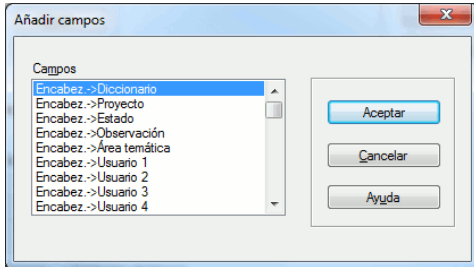 Añadir campos
Campos
Encabez.->Diccionario
Encabez.->Proyecto
Encabez.->Estado
Encabez.->Observación
Encabez.->Área temática
Encabez.->Usuario 1
Encabez.->Usuario 2
Encabez.->Usuario 3
Encabez.->Usuario 4
Aceptar
Cancelar
Ayuda